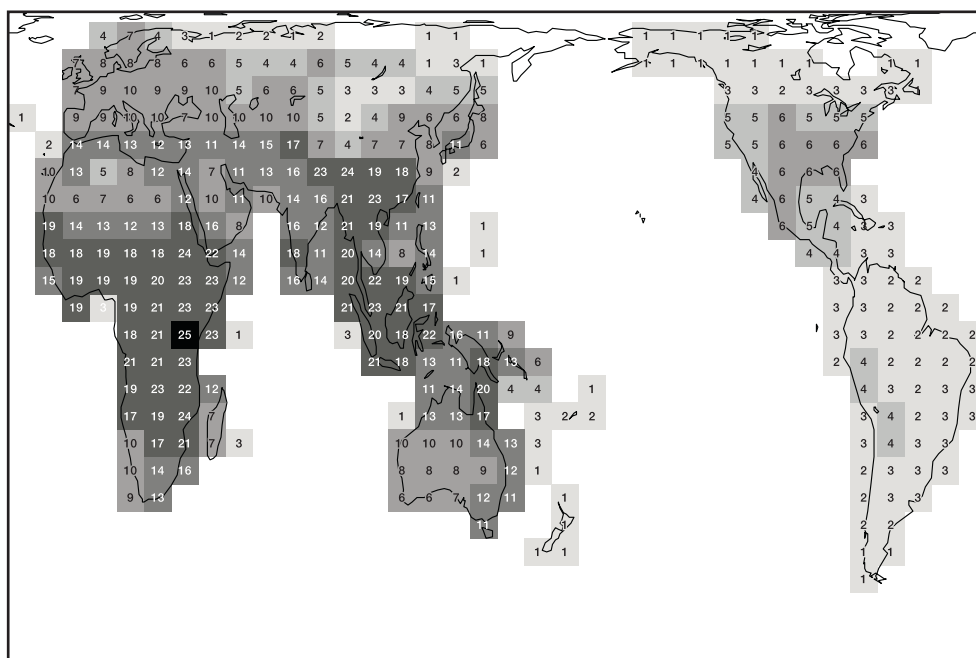 4 7 4 3 1 2 2 1 2 1 1 1 1 1 1 1
7 8 8 8 6 6 5 4 4 6 5 4 4 1 3 1 1 1 1 1 1 1 1 1 1
7 9 10 9 9 10 5 6 6 5 3 3 3 4 5 5 3 3 2 3 3 3 3 3
1 9 9 10 10 7 10 10 10 10 5 2 4 9 6 6 8 5 5 6 5 5 5
2 14 14 13 12 13 11 14 15 17 7 4 7 7 8 11 6 5 5 6 6 6 6
10 13 5 8 12 14 7 11 13 16 23 24 19 18 9 2 4 6 6 6
10 6 7 6 6 12 10 11 10 14 16 21 23 17 11 4 6 5 4 3
19 14 13 12 13 18 16 8 16 12 21 19 11 13 1 6 5 4 3 3
18 18 19 18 18 24 22 14 18 11 20 14 8 14 1 4 4 3 3
15 19 19 19 20 23 23 12 16 14 20 22 19 15 1 3 3 2 2
19 3 19 21 23 23 21 23 21 17 3 3 2 2 2
18 21 25 23 1 3 20 18 22 16 11 9 3 3 2 2 2 2
21 21 23 21 18 13 11 18 13 6 2 4 2 2 2 2
19 23 22 12 11 14 20 4 4 1 4 3 2 3 3
17 19 24 7 1 13 13 17 3 2 2 3 4 2 3 3
10 17 21 7 3 10 10 10 14 13 3 3 4 3 3
10 14 16 8 8 8 9 12 1 2 3 3 3
9 13 6 6 7 12 11 1 2 3 3
11 1 2 2
1 1 1 1
1